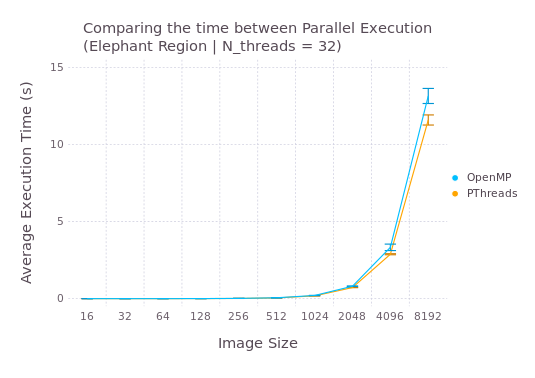 Comparing the time between Parallel Execution
(Elephant Region | N_threads = 32)
Average Execution Time (s)
15
10
5
0
16 32 64 128 256 512 1024 2048 4096 8192
Image Size
OpenMP
PThreads